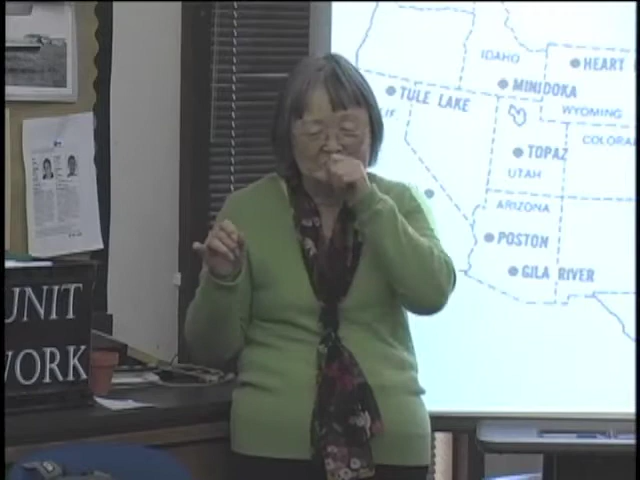 IDAHO
HEART
MINIDOKA
TULE LAKE
WYOMING
TOPAZ
COLORA
UTAH
ARIZONA
POSTON
GILA RIVER
UNIT
WORK